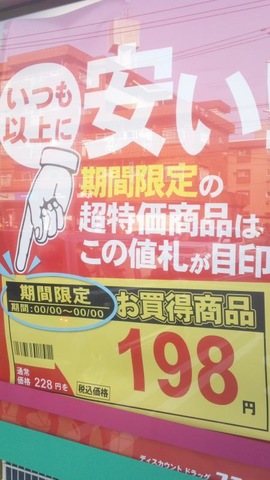 いつも
以上に
安い
期間限定の
超特価商品は
この値札が目印
期間限定
期間:00/00〜00/00
お買得商品
通常
価格 228円を
税込価格
198円
ディスカウント ドラッグ